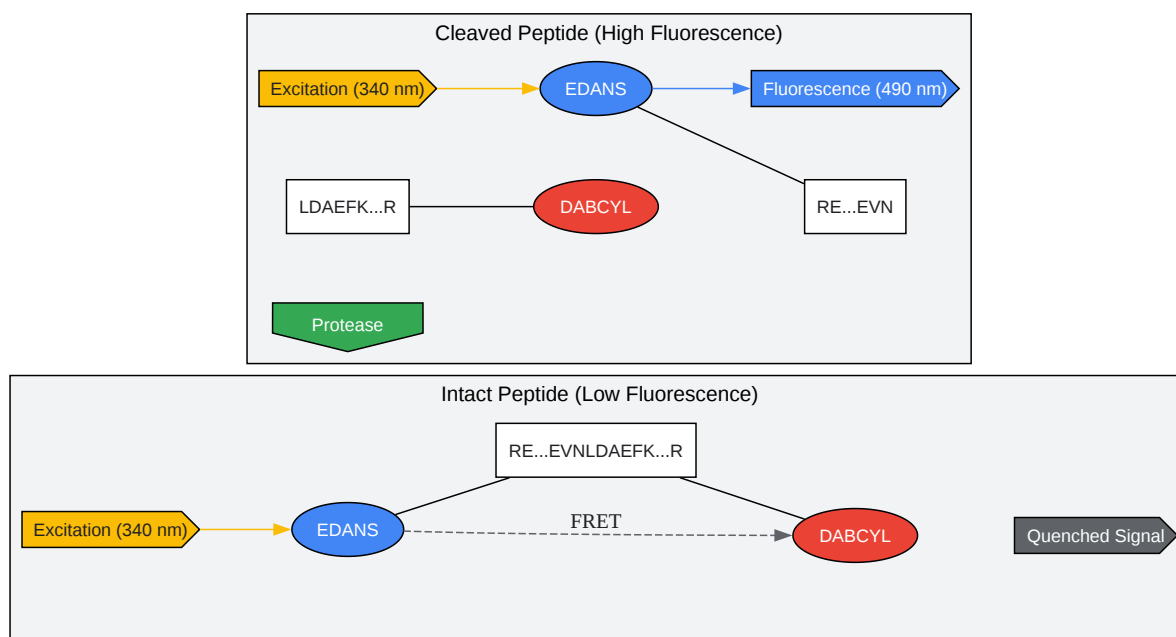 Cleaved Peptide (High Fluorescence)
Excitation (340 nm)
EDANS
Fluorescence (490 nm)
LDAEFK...R
DABCYL
RE...EVN
Protease
Intact Peptide (Low Fluorescence)
RE...EVNLDAEFK...R
Excitation (340 nm)
EDANS
FRET
DABCYL
Quenched Signal